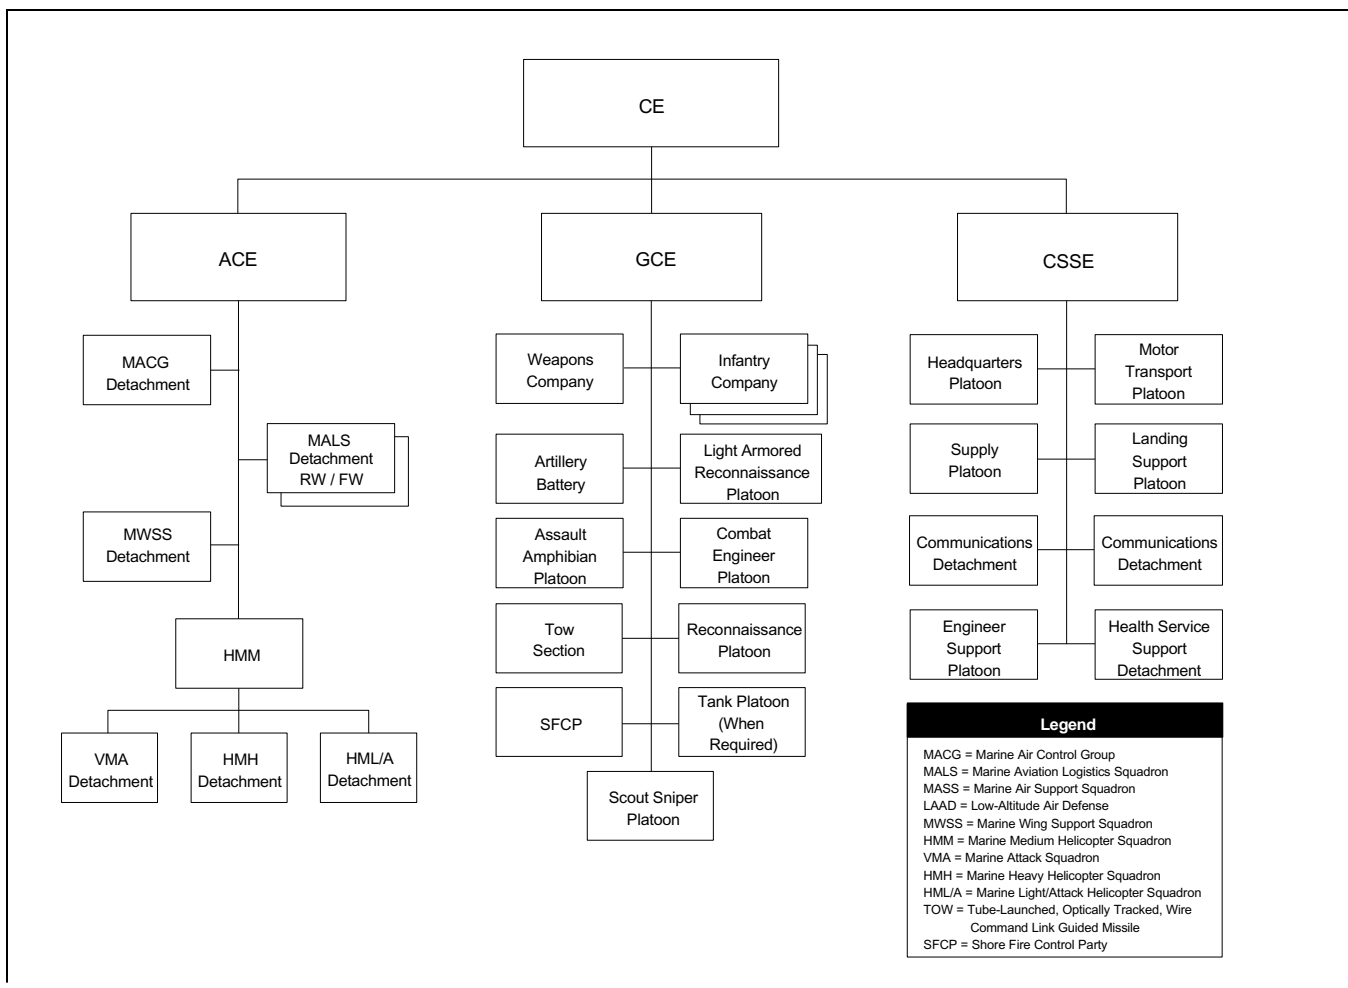 CE
ACE
GCE
CSSE
MACG
Detachment
MALS
Detachment
RW / FW
MWSS
Detachment
HMM
VMA
Detachment
HMH
Detachment
HML/A
Detachment
Weapons
Company
Infantry
Company
Artillery
Battery
Light Armored
Reconnaissance
Platoon
Assault
Amphibian
Platoon
Combat
Engineer
Platoon
Tow
Section
Reconnaissance
Platoon
SFCP
Tank Platoon
(When
Required)
Scout Sniper
Platoon
Headquarters
Platoon
Motor
Transport
Platoon
Supply
Platoon
Landing
Support
Platoon
Communications
Detachment
Communications
Detachment
Engineer
Support
Platoon
Health Service
Support
Detachment
Legend
MACG = Marine Air Control Group
MALS = Marine Aviation Logistics Squadron
MASS = Marine Air Support Squadron
LAAD = Low-Altitude Air Defense
MWSS = Marine Wing Support Squadron
HMM = Marine Medium Helicopter Squadron
VMA = Marine Attack Squadron
HMH = Marine Heavy Helicopter Squadron
HML/A = Marine Light/Attack Helicopter Squadron
TOW = Tube-Launched, Optically Tracked, Wire
Command Link Guided Missile
SFCP = Shore Fire Control Party